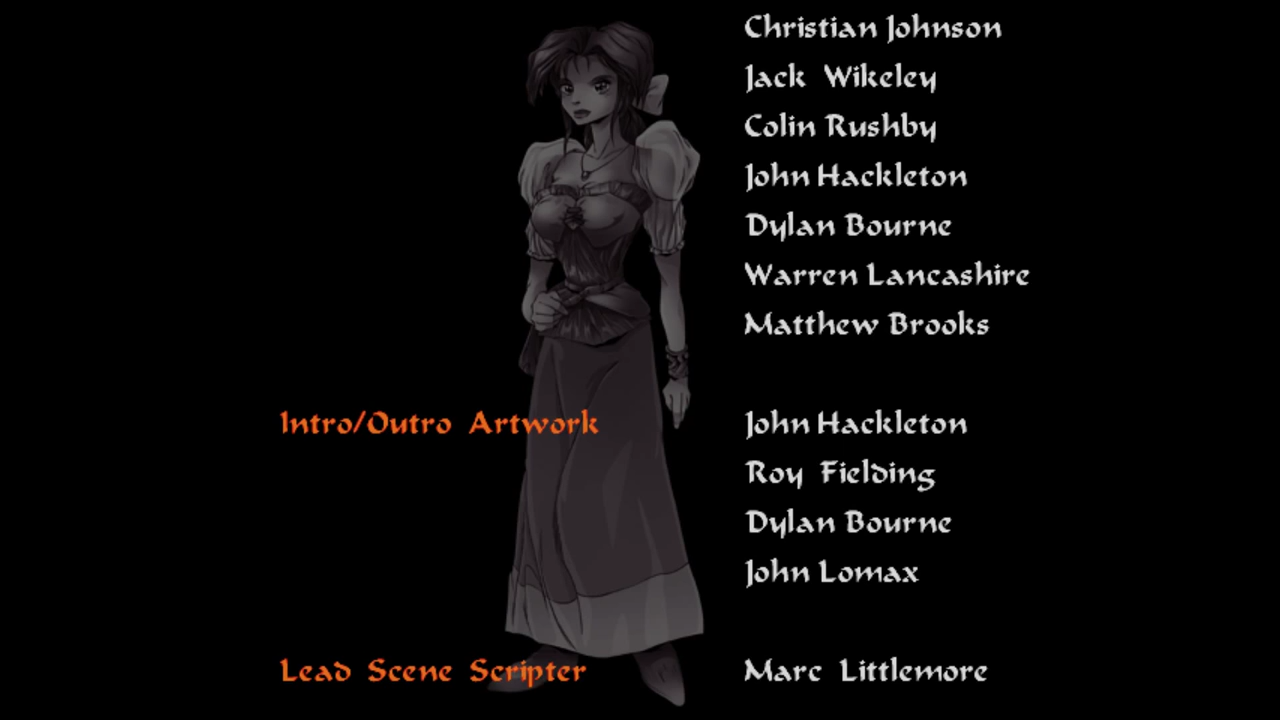 Christian Johnson
Jack Wikeley
Colin Rushby
John Hackleton
Dylan Bourne
Warren Lancashire
Matthew Brooks
Intro/Outro Artwork John Hackleton
Roy Fielding
Dylan Bourne
John Lomax
Lead Scene Scripter Marc Littlemore